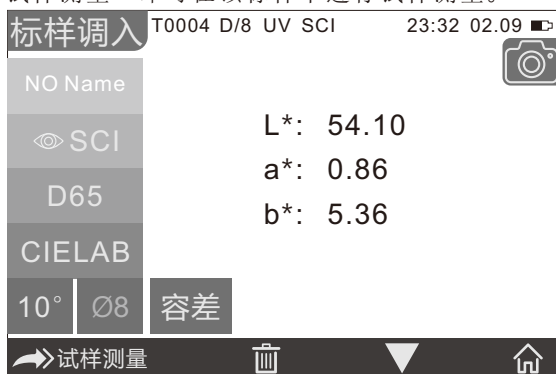 标样调入 T0004 D/8 UV SCI 23:32 02.09
NO Name
SCI
D65
CIELAB
10° Ø8 容差
L*: 54.10
a*: 0.86
b*: 5.36
试样测量